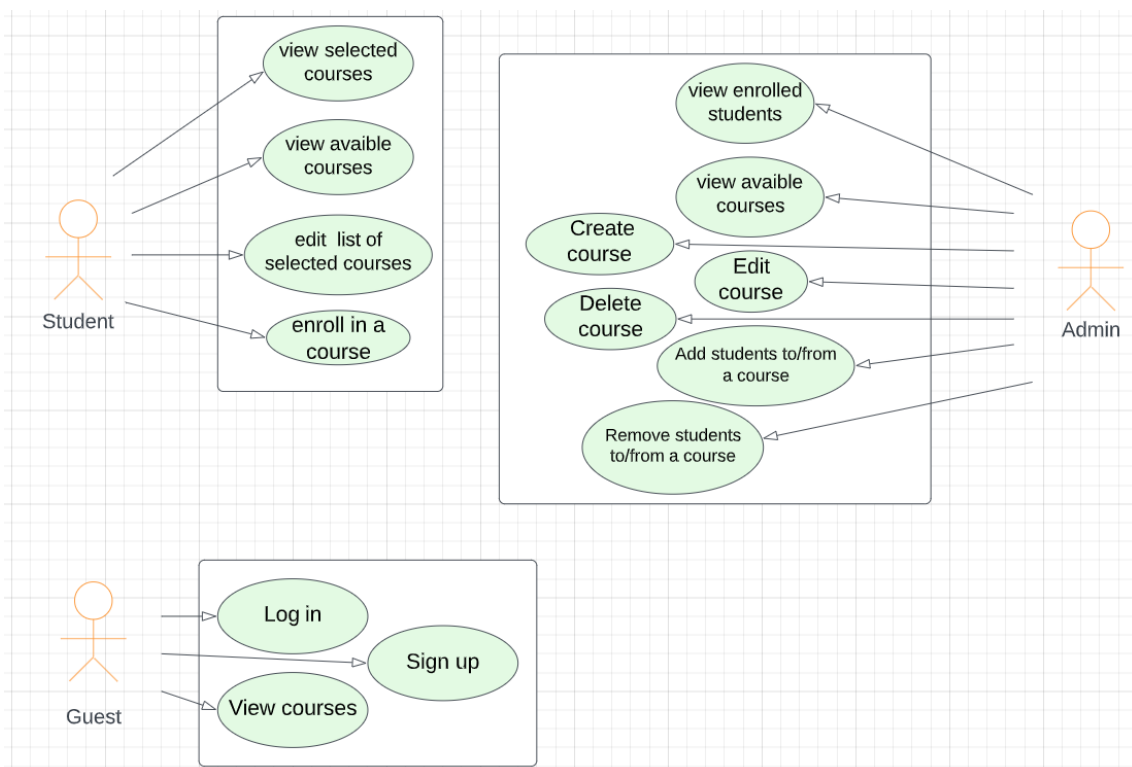 view selected
courses
view avaible
courses
edit list of
selected courses
enroll in a
course
Student
view enrolled
students
view avaible
courses
Create
course
Edit
course
Delete
course
Add students to/from
a course
Remove students
to/from a course
Admin
Log in
Sign up
View courses
Guest